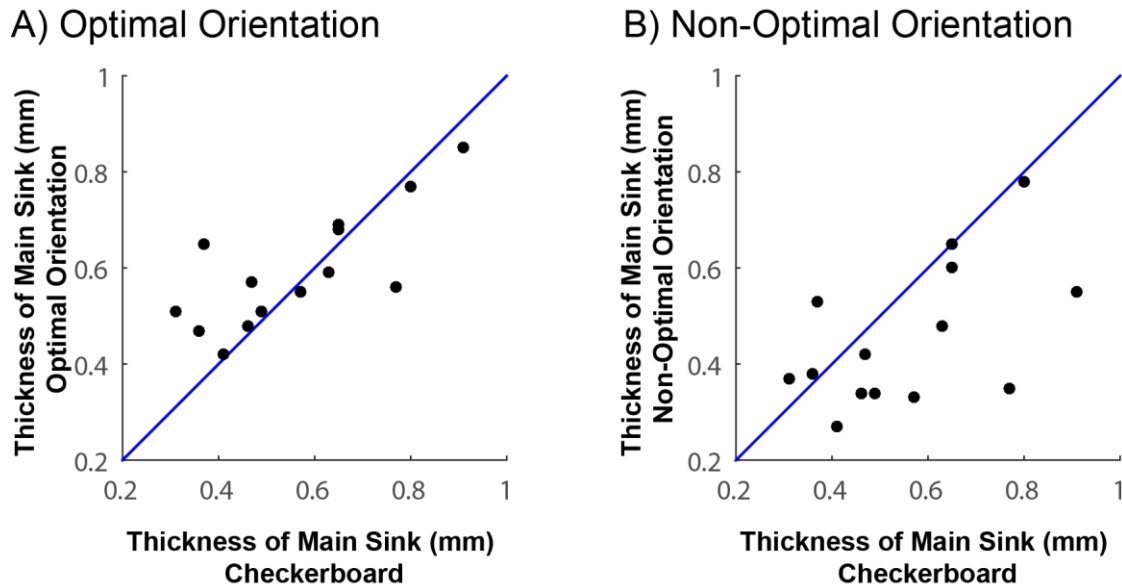 A) Optimal Orientation
Thickness of Main Sink (mm)
Optimal Orientation
1
0.8
0.6
0.4
0.2
0.2 0.4 0.6 0.8 1
Thickness of Main Sink (mm)
Checkerboard
B) Non-Optimal Orientation
Thickness of Main Sink (mm)
Non-Optimal Orientation
1
0.8
0.6
0.4
0.2
0.2 0.4 0.6 0.8 1
Thickness of Main Sink (mm)
Checkerboard